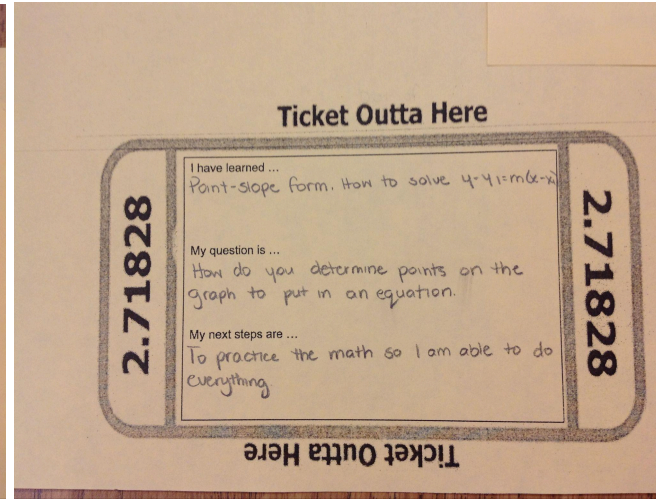 Ticket Outta Here
2.71828
I have learned ...
Point-slope form. How to solve y-y1=m(x-x1)
My question is ...
How do you determine points on the
graph to put in an equation.
My next steps are ...
To practice the math so I am able to do
everything.
2.71828
Ticket Outta Here